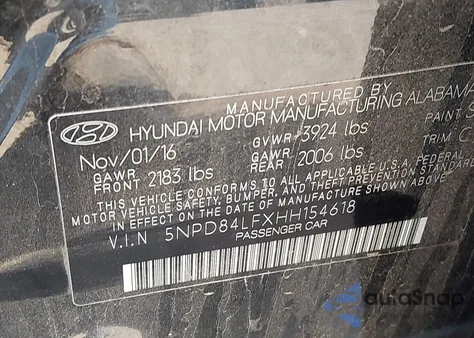 MANUFACTURED BY
HYUNDAI MOTOR MANUFACTURING ALABAMA
Nov/01/16 GVWR 3924 lbs PAINT
GAWR FRONT 2183 lbs GAWR REAR 2006 lbs TRIM
THIS VEHICLE CONFORMS TO ALL APPLICABLE U.S.A. FEDERAL
MOTOR VEHICLE SAFETY, BUMPER, AND THEFT PREVENTION
IN EFFECT ON THE DATE OF MANUFACTURE SHOWN ABOVE.
V.I.N 5NPD84LFXHH154618
PASSENGER CAR
autoSnap